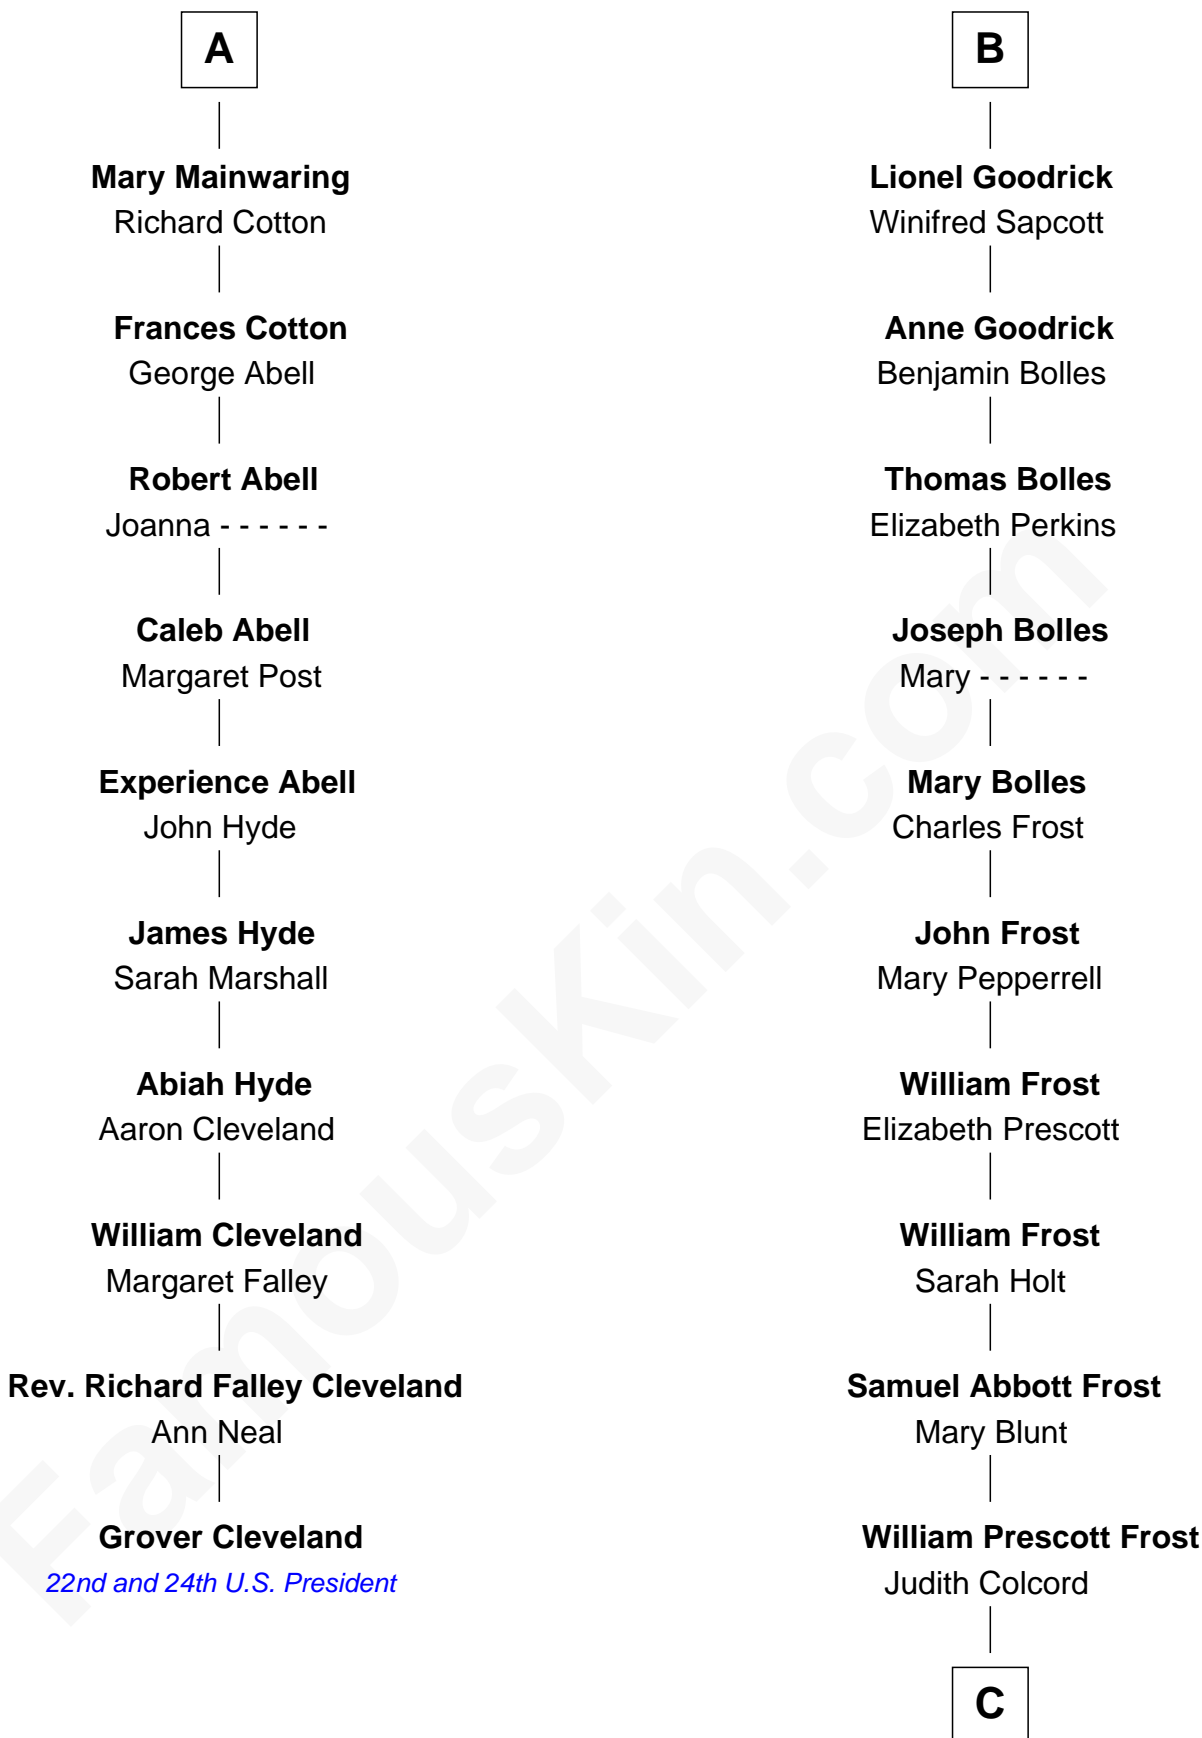 A
Mary Mainwaring
Richard Cotton
Frances Cotton
George Abell
Robert Abell
Joanna - - - - - -
Caleb Abell
Margaret Post
Experience Abell
John Hyde
James Hyde
Sarah Marshall
Abiah Hyde
Aaron Cleveland
William Cleveland
Margaret Falley
Rev. Richard Falley Cleveland
Ann Neal
Grover Cleveland
22nd and 24th U.S. President
B
Lionel Goodrick
Winifred Sapcott
Anne Goodrick
Benjamin Bolles
Thomas Bolles
Elizabeth Perkins
Joseph Bolles
Mary - - - - - -
Mary Bolles
Charles Frost
John Frost
Mary Pepperrell
William Frost
Elizabeth Prescott
William Frost
Sarah Holt
Samuel Abbott Frost
Mary Blunt
William Prescott Frost
Judith Colcord
C
FamousKin.com